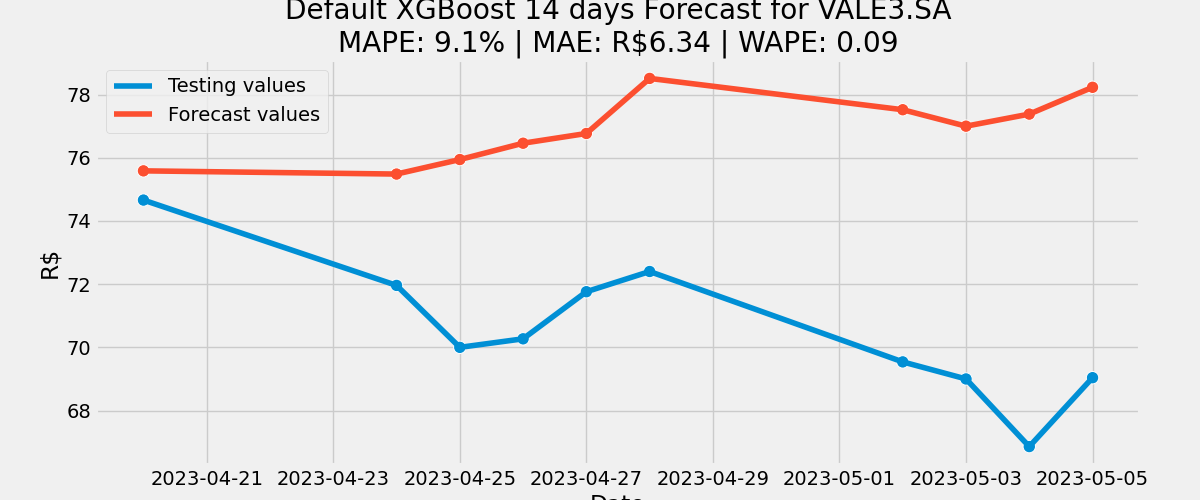 Default XGBoost 14 days Forecast for VALE3.SA
MAPE: 9.1% | MAE: R$6.34 | WAPE: 0.09
Testing values
Forecast values
R$
78
76
74
72
70
68
2023-04-21 2023-04-23 2023-04-25 2023-04-27 2023-04-29 2023-05-01 2023-05-03 2023-05-05
Date